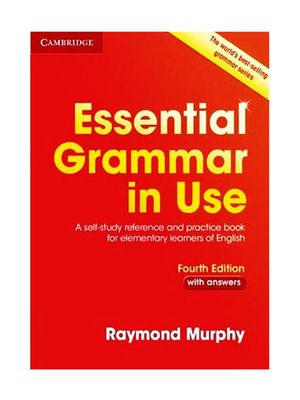 CAMBRIDGE
The world's best-selling
grammar series
Essential
Grammar
in Use
A self-study reference and practice book
for elementary learners of English
Fourth Edition
with answers
Raymond Murphy